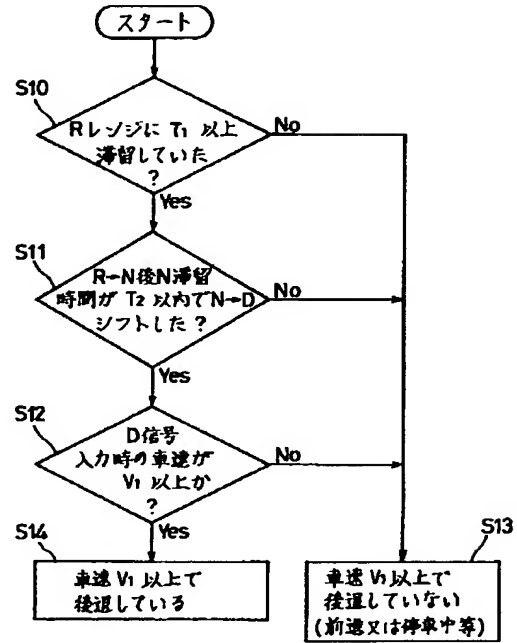 スタート
S10
Rレンジに T1 以上
滞留していた
?
No
Yes
S11
R→N後N滞留
時間が T2 以内でN→D
シフトした?
No
Yes
S12
D信号
入力時の車速が
V1 以上か
?
No
Yes
S14
車速 V1 以上で
後退している
S13
車速 V1 以上で
後退していない
(前進又は停車中等)